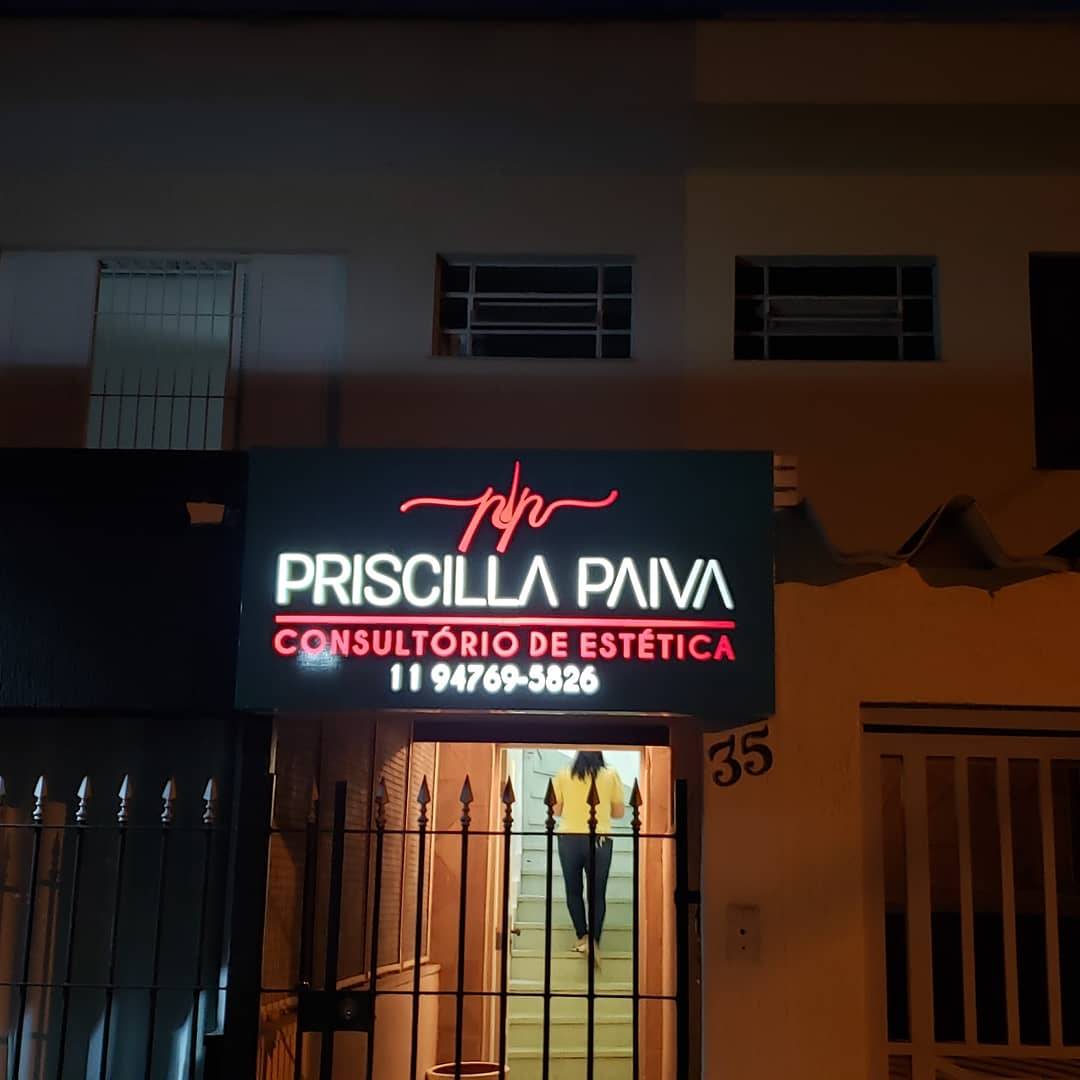 pp
PRISCILLA PAIVA
CONSULTÓRIO DE ESTÉTICA
11 94769-5826
35